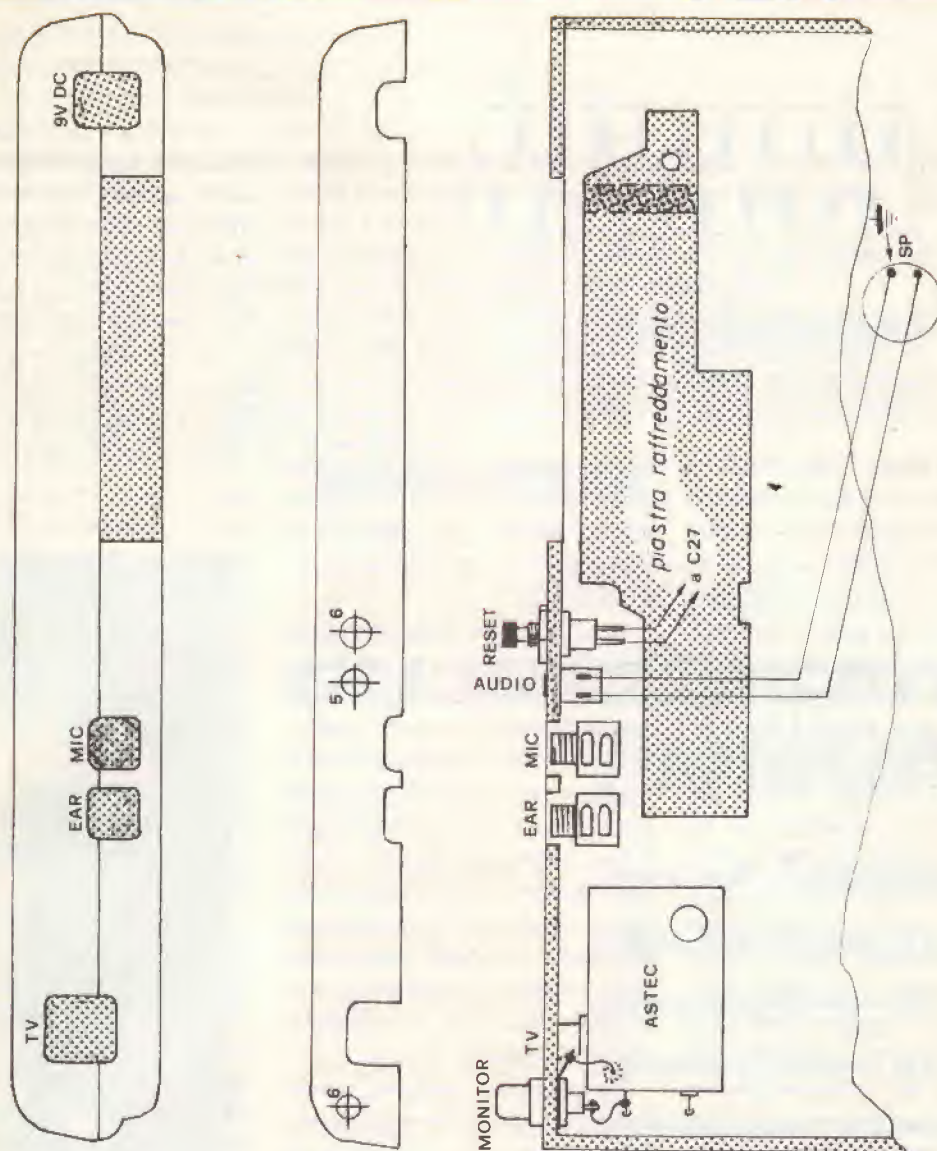 9V DC
MIC
EAR
TV
6
5
6
SP
piastra raffreddamento
a C27
RESET
AUDIO
MIC
EAR
TV
ASTEC
MONITOR